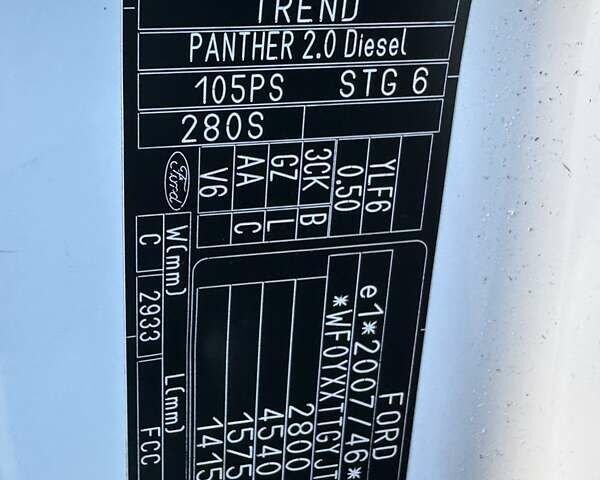 TREND
PANTHER 2.0 Diesel
105PS STG 6
280S
Ford
YLF6
0.50
3CK B
GZ L
AA C
V6
W(mm) L(mm)
C 2933 FCC
FORD
e1*2007/46*
*WF0YXXTTGYJT
2800
4540
1575
1415